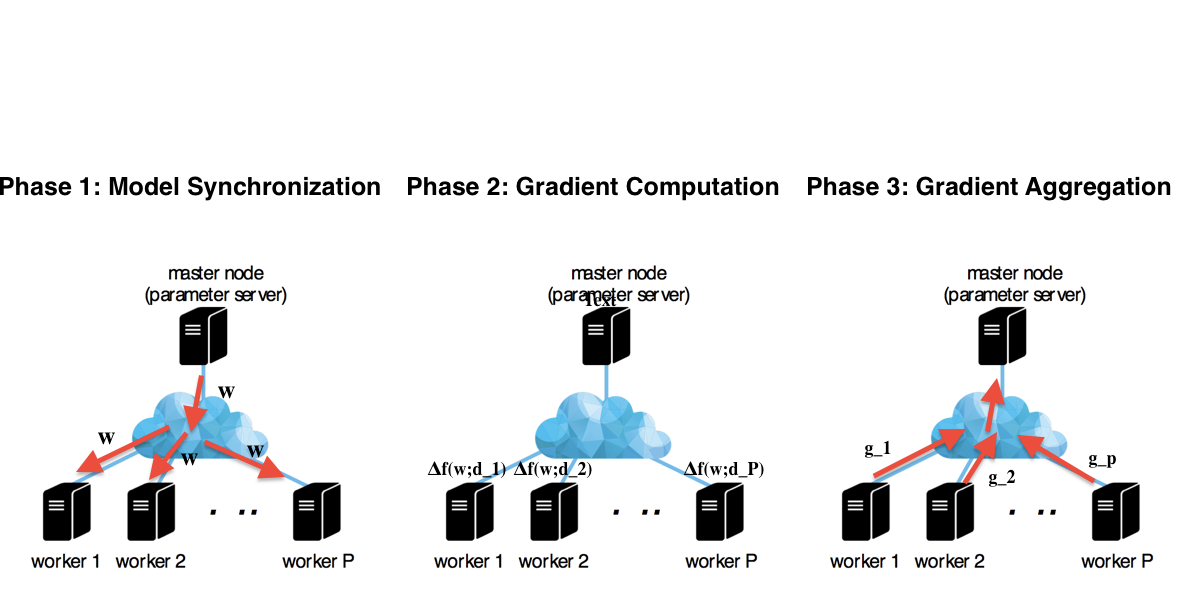 Phase 1: Model Synchronization
Phase 2: Gradient Computation
Phase 3: Gradient Aggregation
master node
(parameter server)
w
w
w
w
worker 1
worker 2
. ..
worker P
master node
(parameter server)
Text
Δf(w;d_1)
Δf(w;d_2)
Δf(w;d_P)
worker 1
worker 2
. ..
worker P
master node
(parameter server)
g_1
g_2
g_p
worker 1
worker 2
. ..
worker P